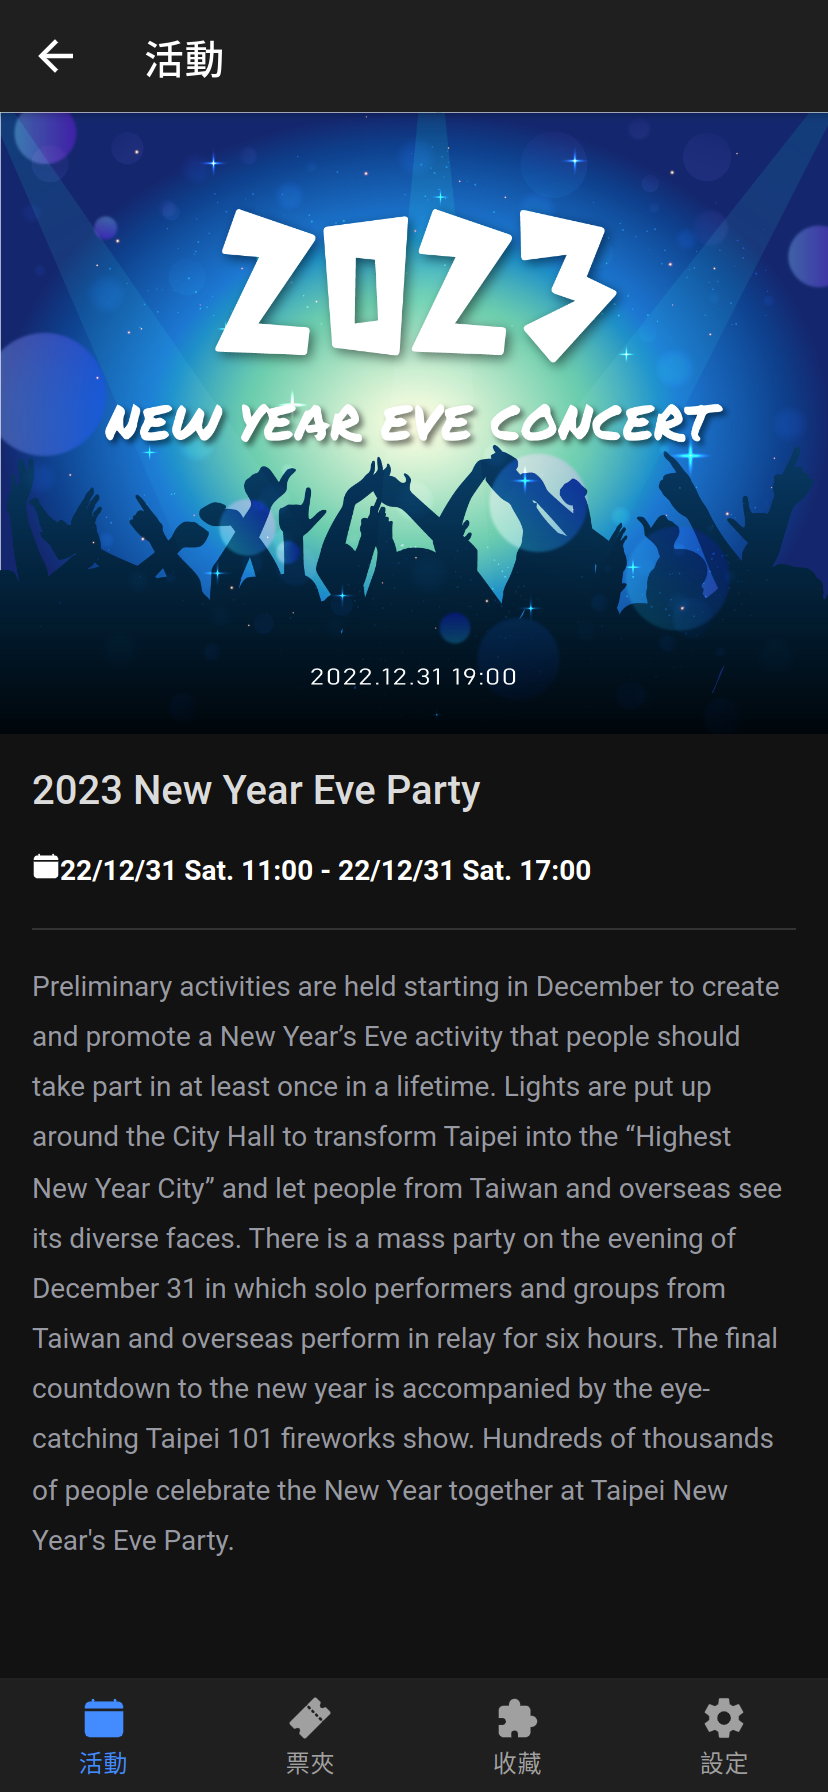 活動
2023
NEW YEAR EVE CONCERT
2022.12.31 19:00
2023 New Year Eve Party
22/12/31 Sat. 11:00 - 22/12/31 Sat. 17:00
Preliminary activities are held starting in December to create
and promote a New Year’s Eve activity that people should
take part in at least once in a lifetime. Lights are put up
around the City Hall to transform Taipei into the “Highest
New Year City” and let people from Taiwan and overseas see
its diverse faces. There is a mass party on the evening of
December 31 in which solo performers and groups from
Taiwan and overseas perform in relay for six hours. The final
countdown to the new year is accompanied by the eye-
catching Taipei 101 fireworks show. Hundreds of thousands
of people celebrate the New Year together at Taipei New
Year's Eve Party.
活動
票夾
收藏
設定